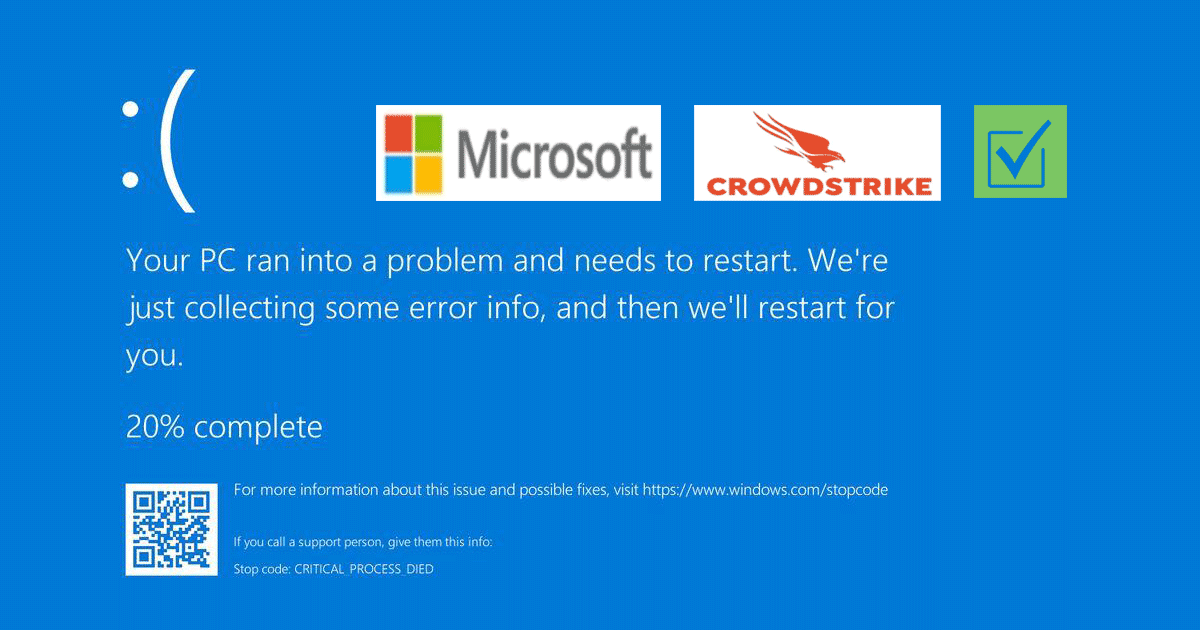 :(
Microsoft
CROWDSTRIKE
Your PC ran into a problem and needs to restart. We're
just collecting some error info, and then we'll restart for
you.
20% complete
For more information about this issue and possible fixes, visit https://www.windows.com/stopcode
If you call a support person, give them this info:
Stop code: CRITICAL_PROCESS_DIED